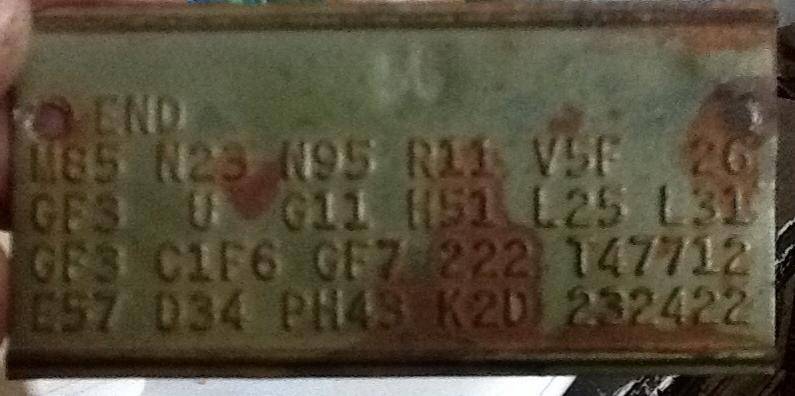 END
M85 N23 N95 R11 V5F 26
GF3 U G11 H51 L25 L31
GF3 C1F6 GF7 222 T47712
E57 D34 PH43 K2D 232422